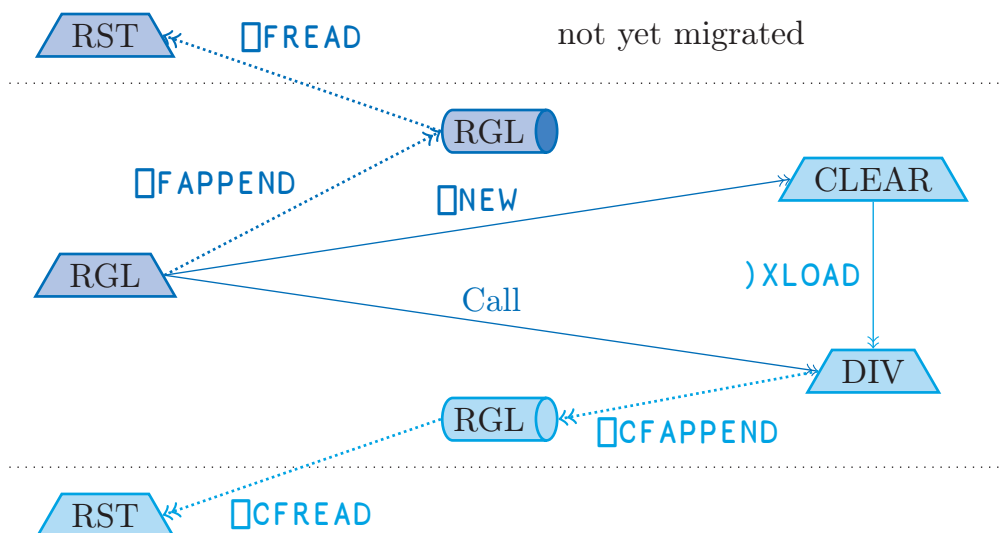 RST
⎕FREAD
not yet migrated
RGL
⎕FAPPEND
⎕NEW
CLEAR
RGL
)XLOAD
Call
DIV
RGL
⎕CFAPPEND
RST
⎕CFREAD